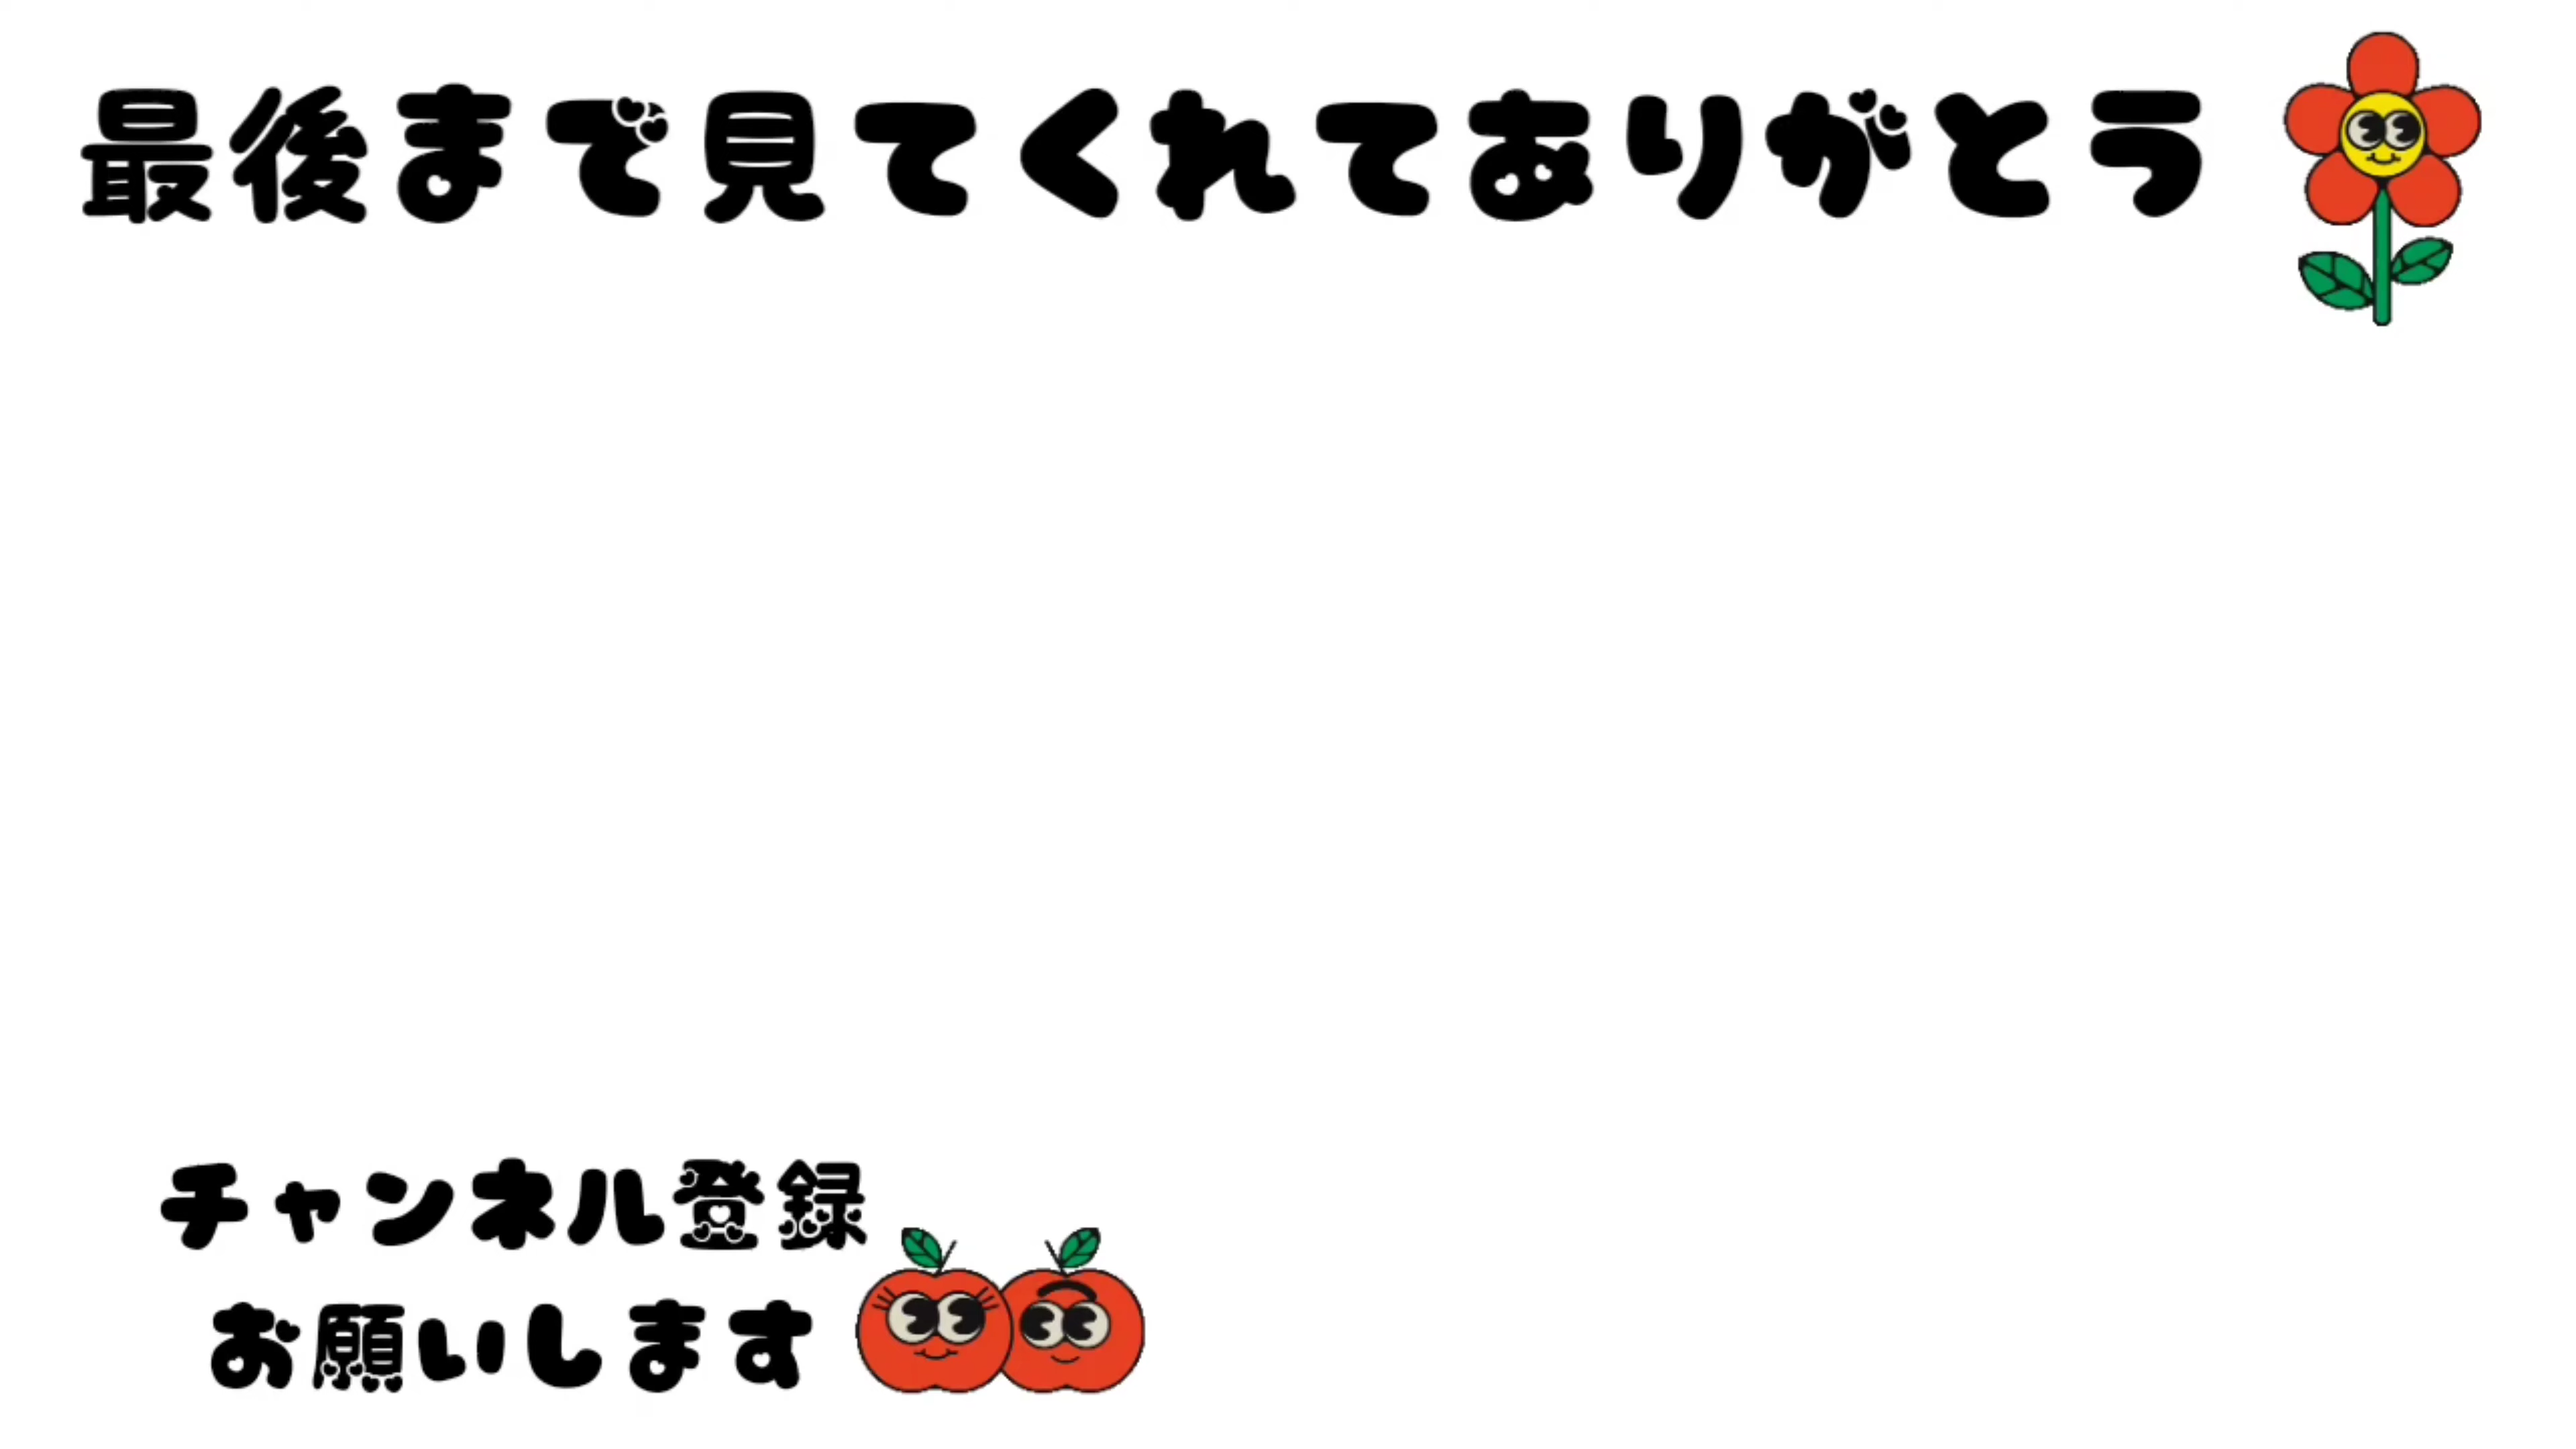 最後まで見てくれてありがとう
チャンネル登録
お願いします